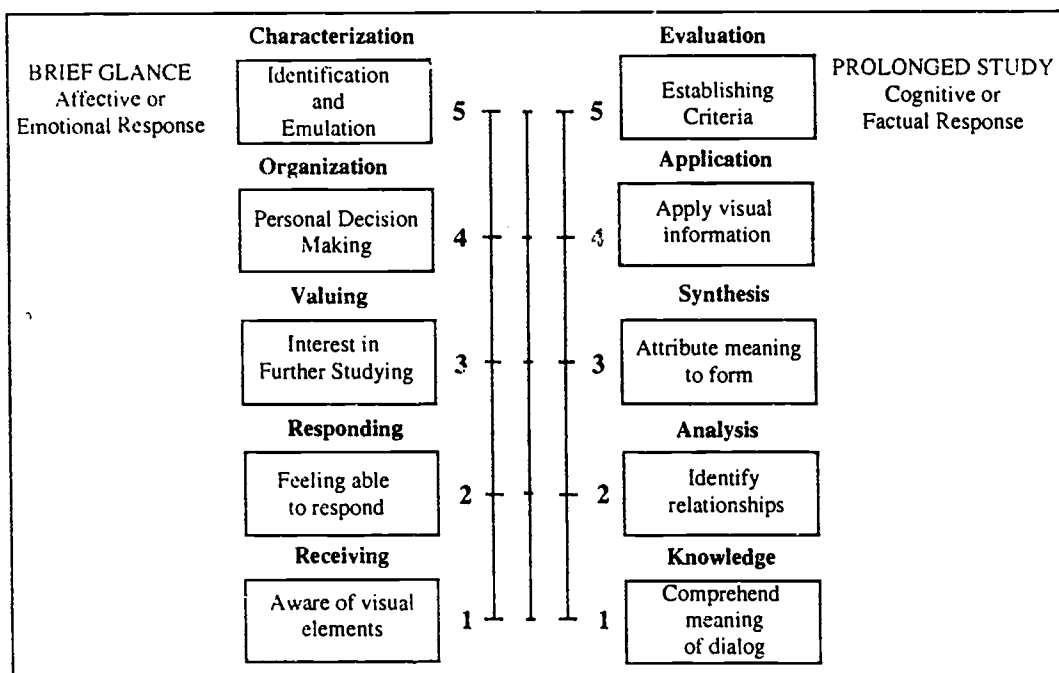 Characterization
BRIEF GLANCE
Affective or
Emotional Response
Identification
and
Emulation
5
Organization
Personal Decision
Making
4
Valuing
Interest in
Further Studying
3
Responding
Feeling able
to respond
2
Receiving
Aware of visual
elements
1
Evaluation
5
Establishing
Criteria
PROLONGED STUDY
Cognitive or
Factual Response
Application
4
Apply visual
information
Synthesis
3
Attribute meaning
to form
Analysis
2
Identify
relationships
Knowledge
1
Comprehend
meaning
of dialog